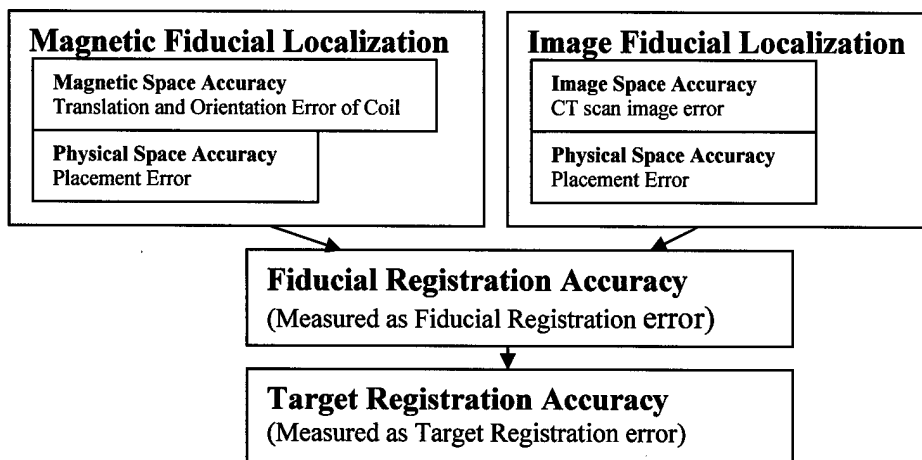 Magnetic Fiducial Localization
Magnetic Space Accuracy
Translation and Orientation Error of Coil
Physical Space Accuracy
Placement Error
Image Fiducial Localization
Image Space Accuracy
CT scan image error
Physical Space Accuracy
Placement Error
Fiducial Registration Accuracy
(Measured as Fiducial Registration error)
Target Registration Accuracy
(Measured as Target Registration error)